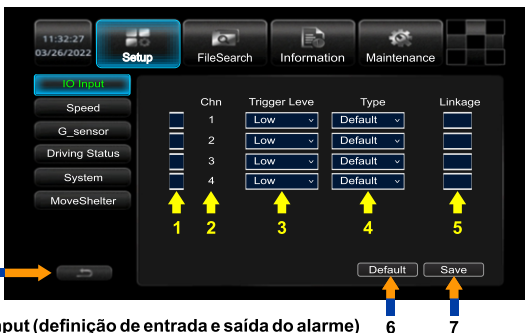 11:32:27
03/26/2022
Setup
FileSearch
Information
Maintenance
IO Input
Speed
G_sensor
Driving Status
System
MoveShelter
Chn Trigger Leve Type Linkage
1 Low Default
2 Low Default
3 Low Default
4 Low Default
1 2 3 4 5
Default Save
6 7
nput (definição de entrada e saída do alarme)